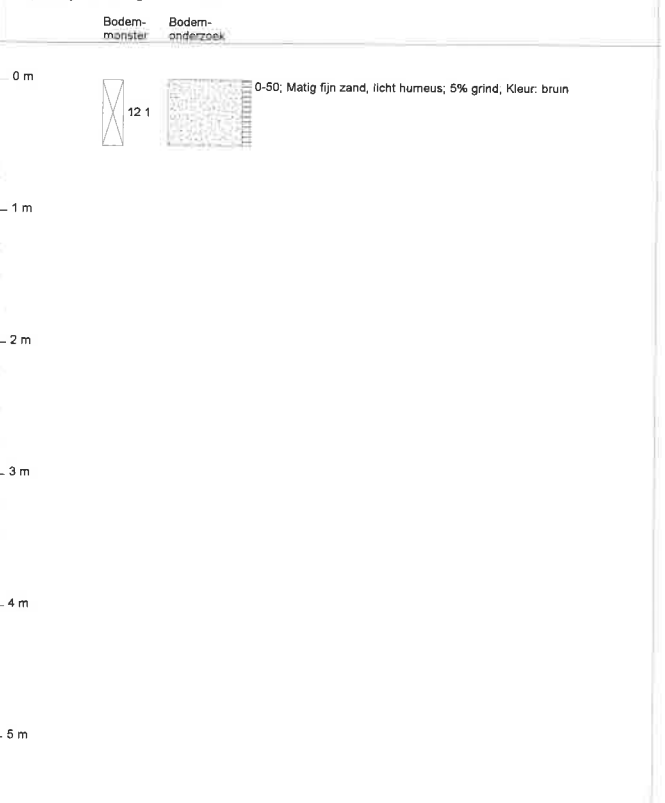 Bodem-
monster
Bodem-
onderzoek
0 m
0-50; Matig fijn zand, licht humeus; 5% grind; Kleur: bruin
12 1
1 m
2 m
3 m
4 m
5 m